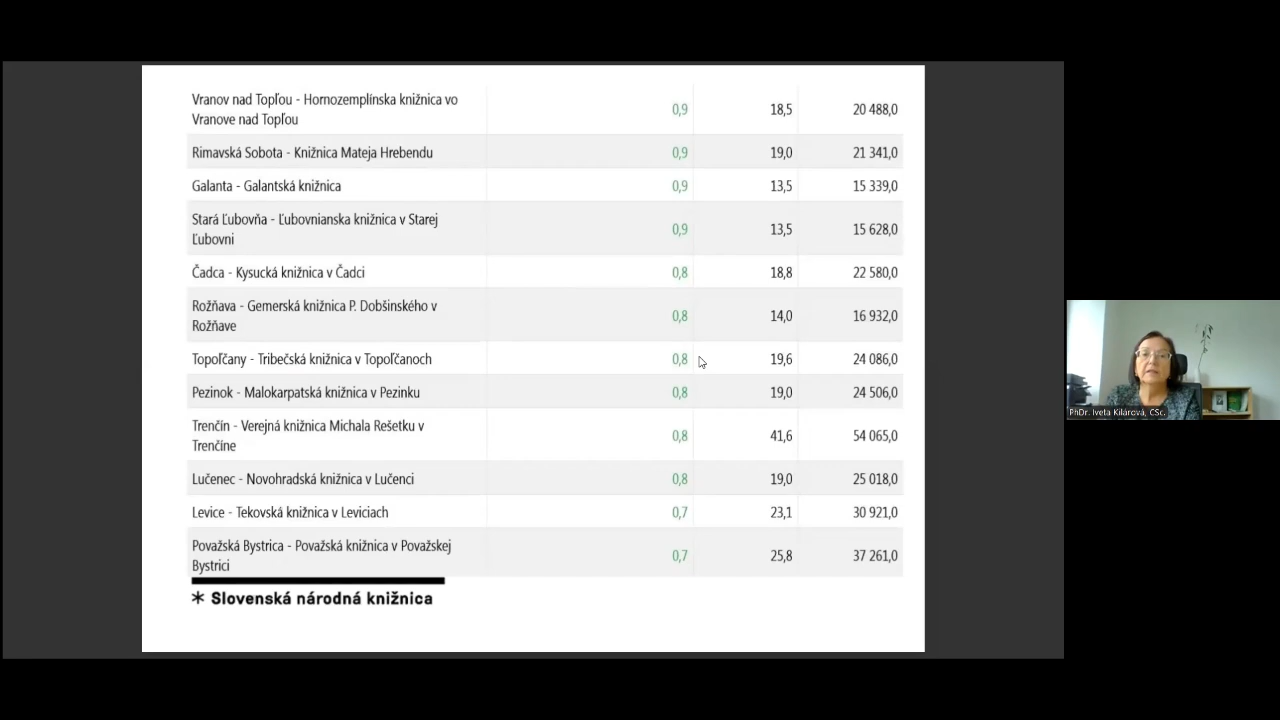 Vranov nad Topľou - Hornozemplínska knižnica vo
Vranove nad Topľou 0,9 18,5 20 488,0
Rimavská Sobota - Knižnica Mateja Hrebendu 0,9 19,0 21 341,0
Galanta - Galantská knižnica 0,9 13,5 15 339,0
Stará Ľubovňa - Ľubovnianska knižnica v Starej
Ľubovni 0,9 13,5 15 628,0
Čadca - Kysucká knižnica v Čadci 0,8 18,8 22 580,0
Rožňava - Gemerská knižnica P. Dobšinského v
Rožňave 0,8 14,0 16 932,0
Topoľčany - Tribečská knižnica v Topoľčanoch 0,8 19,6 24 086,0
Pezinok - Malokarpatská knižnica v Pezinku 0,8 19,0 24 506,0
Trenčín - Verejná knižnica Michala Rešetku v
Trenčíne 0,8 41,6 54 065,0
Lučenec - Novohradská knižnica v Lučenci 0,8 19,0 25 018,0
Levice - Tekovská knižnica v Leviciach 0,7 23,1 30 921,0
Považská Bystrica - Považská knižnica v Považskej
Bystrici 0,7 25,8 37 261,0
* Slovenská národná knižnica
PhDr. Iveta Kilárová, CSc.